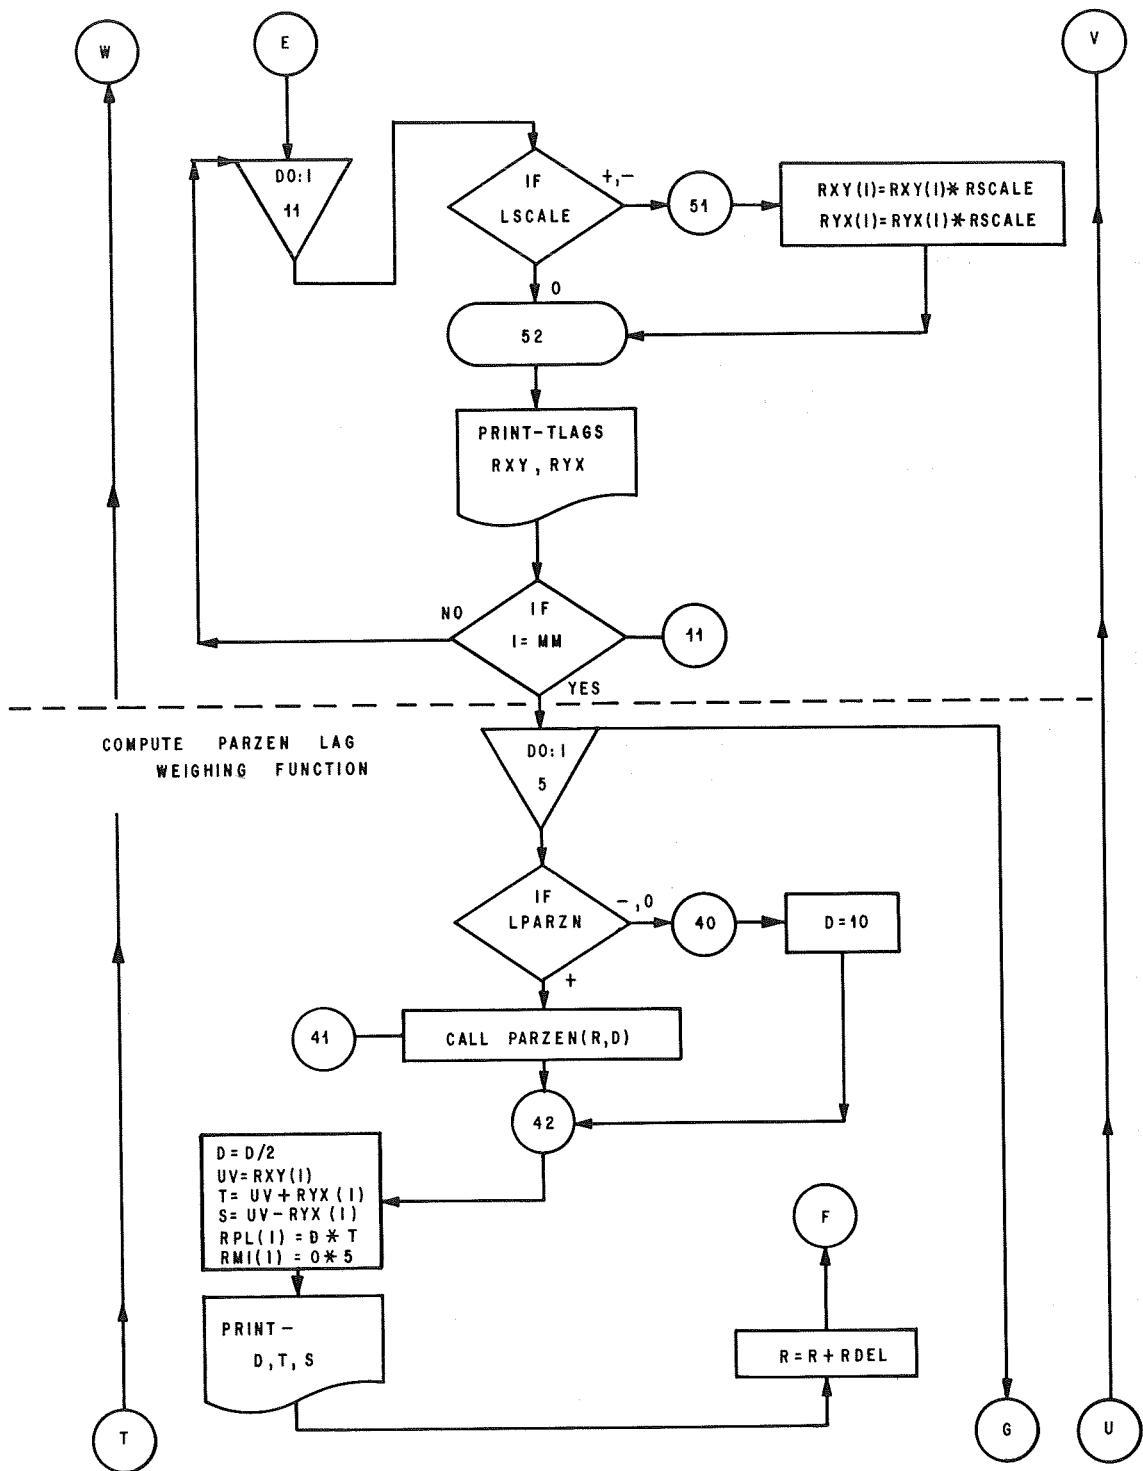 W
E
V
DO:I
11
IF
LSCALE
+,-
51
RXY(I)=RXY(I)*RSCALE
RYX(I)=RYX(I)*RSCALE
0
52
PRINT-TLAGS
RXY, RYX
NO
IF
I=MM
11
YES
COMPUTE PARZEN LAG
WEIGHING FUNCTION
DO:I
5
IF
LPARZN
-,0
40
D=10
+
41
CALL PARZEN(R,D)
42
D=D/2
UV=RXY(I)
T= UV+RYX(I)
S= UV-RYX(I)
RPL(I) = D*T
RMI(I) = 0*5
F
PRINT-
D,T,S
R=R+RDEL
T
G
U